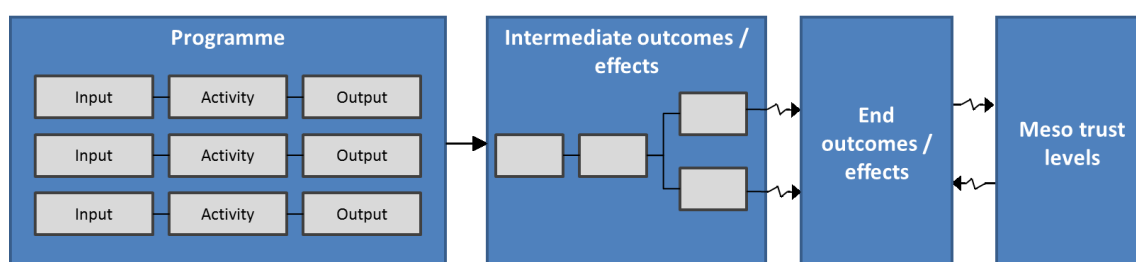 Programme
Input Activity Output
Input Activity Output
Input Activity Output
Intermediate outcomes /
effects
End
outcomes /
effects
Meso trust
levels